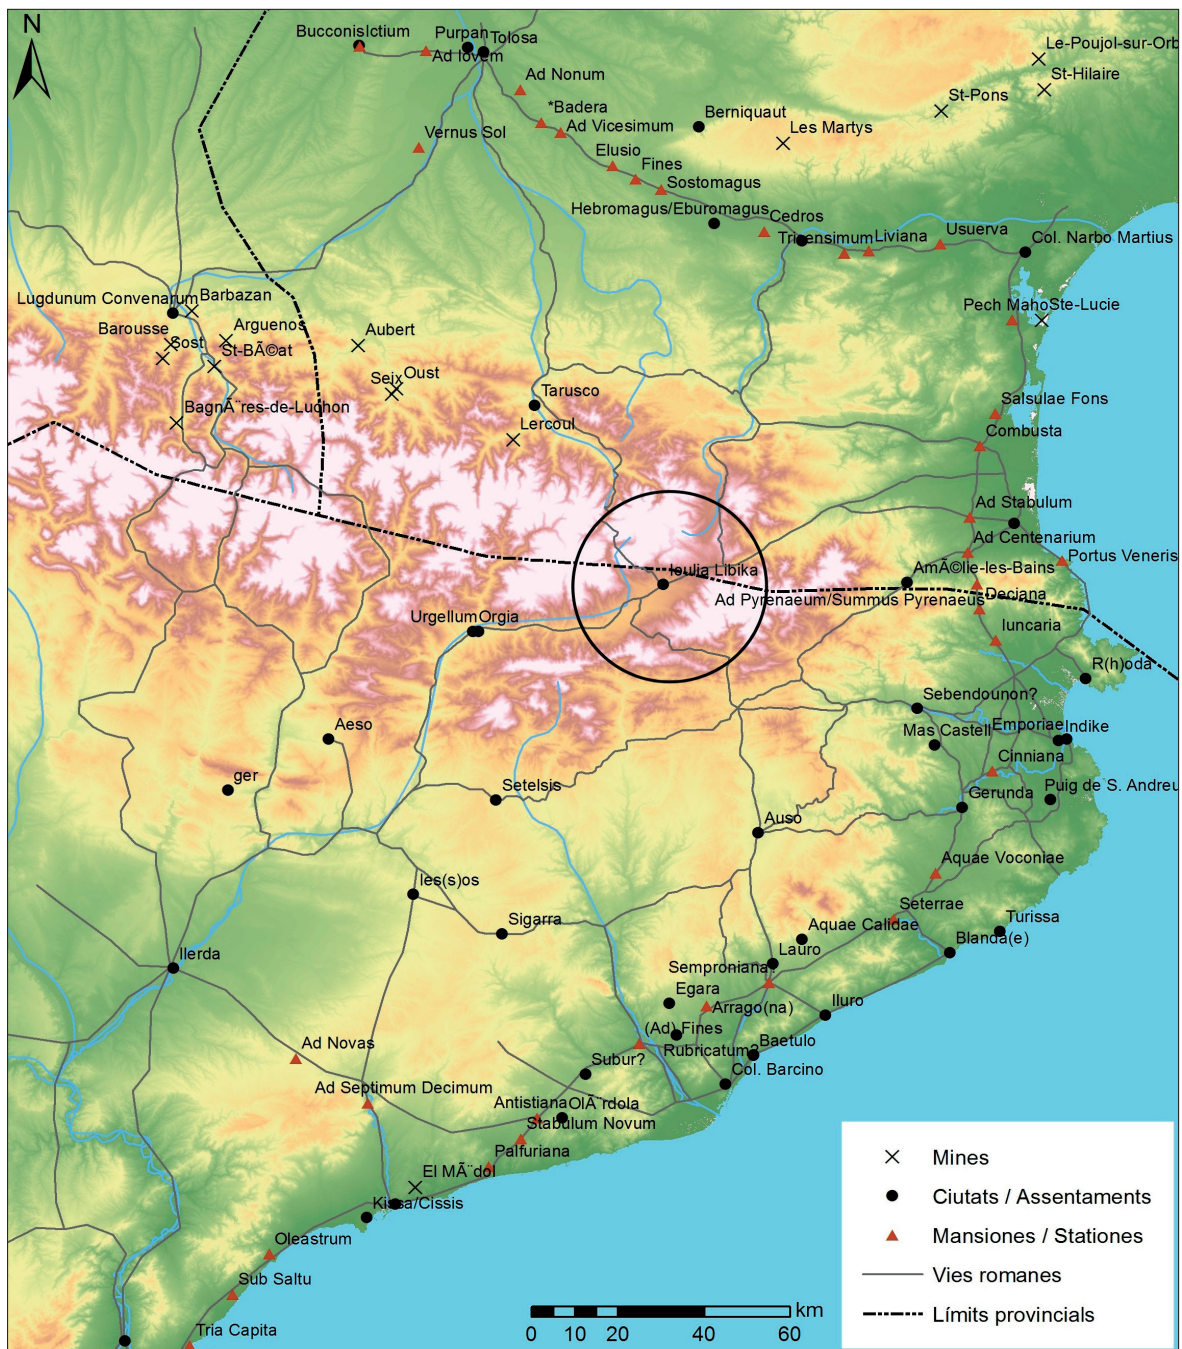 N
BucconisIctium
Purpan
Tolosa
Ad Iovem
Le-Poujol-sur-Orb
Ad Nonum
St-Hilaire
St-Pons
*Badera
Berniquaut
Ad Vicesimum
Les Martys
Vernus Sol
Elusio
Fines
Sostomagus
Hebromagus/Eburomagus
Cedros
Usuerva
Liviana
Col. Narbo Martius
Lugdunum Convenarum
Barbazan
Pech Maho
Ste-Lucie
Barousse
Arguenos
Aubert
Sost
St-BÃ©at
Seix
Oust
Tarusco
Salsulae Fons
BagnÃ¨res-de-Luchon
Lercoul
Combusta
Ad Stabulum
Ad Centenarium
Portus Veneris
Ioulia Libika
AmÃ©lie-les-Bains
Deciana
Ad Pyrenaeum/Summus Pyrenaeus
Urgellum
Orgia
Iuncaria
R(h)oda
Sebendounon?
Aeso
Mas Castell
Emporiae
Indike
Cinniana
ger
Setelsis
Gerunda
Puig de S. Andreu
Auso
Aquae Voconiae
Ies(s)os
Seterrae
Sigarra
Aquae Calidae
Turissa
Blanda(e)
Ilerda
Lauro
Semproniana?
Egara
Arrago(na)
Iluro
(Ad) Fines
Ad Novas
Rubricatum?
Baetulo
Subur?
Col. Barcino
Ad Septimum Decimum
Antistiana
OlÃ¨rdola
Stabulum Novum
Palfuriana
El MÃ¨dol
Kissa/Cissis
Oleastrum
Sub Saltu
Tria Capita
Mines
Ciutats / Assentaments
Mansiones / Stationes
Vies romanes
Límits provincials
km
0 10 20 40 60